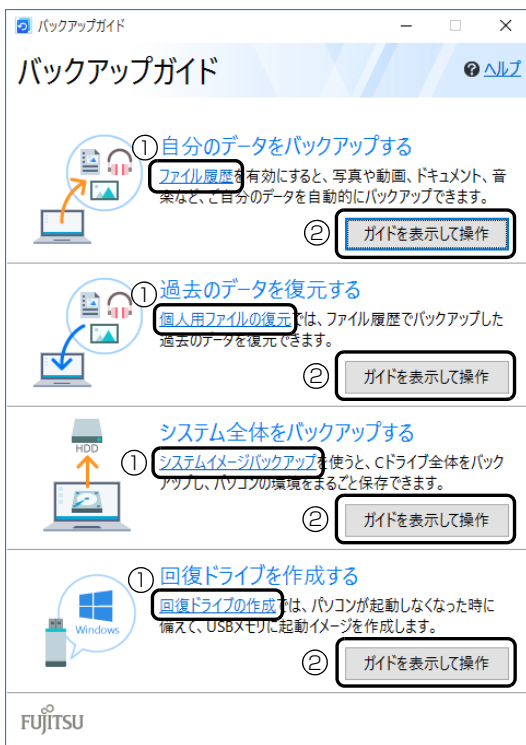 バックアップガイド
バックアップガイド
ヘルプ
① 自分のデータをバックアップする
ファイル履歴を有効にすると、写真や動画、ドキュメント、音
楽など、ご自分のデータを自動的にバックアップできます。
② ガイドを表示して操作
① 過去のデータを復元する
個人用ファイルの復元では、ファイル履歴でバックアップした
過去のデータを復元できます。
② ガイドを表示して操作
HDD
システム全体をバックアップする
① システムイメージバックアップを使うと、Cドライブ全体をバック
アップし、パソコンの環境をまるごと保存できます。
② ガイドを表示して操作
① 回復ドライブを作成する
Windows
回復ドライブの作成では、パソコンが起動しなくなった時に
備えて、USBメモリに起動イメージを作成します。
② ガイドを表示して操作
FUJITSU